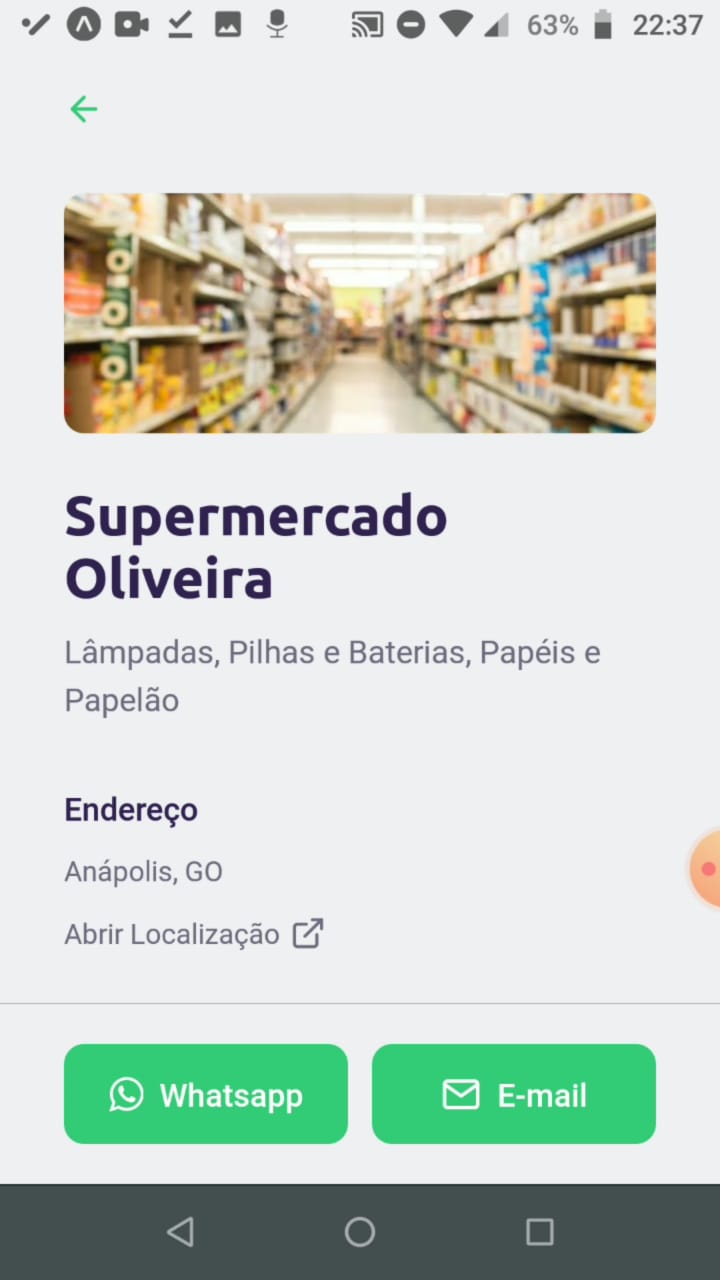 63% 22:37
Supermercado
Oliveira
Lâmpadas, Pilhas e Baterias, Papéis e
Papelão
Endereço
Anápolis, GO
Abrir Localização
Whatsapp
E-mail